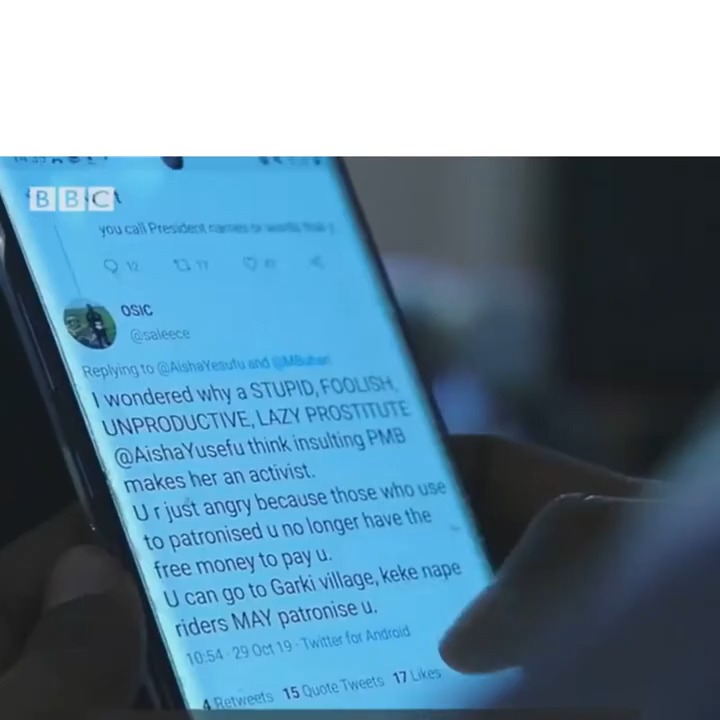 BBC
you call President names or words that
12 17
OSIC
@saleece
Replying to @AishaYesufu and @MBuhari
I wondered why a STUPID, FOOLISH,
UNPRODUCTIVE, LAZY PROSTITUTE
@AishaYusefu think insulting PMB
makes her an activist.
U r just angry because those who use
to patronised u no longer have the
free money to pay u.
U can go to Garki village, keke nape
riders MAY patronise u.
10:54 · 29 Oct 19 · Twitter for Android
4 Retweets 15 Quote Tweets 17 Likes